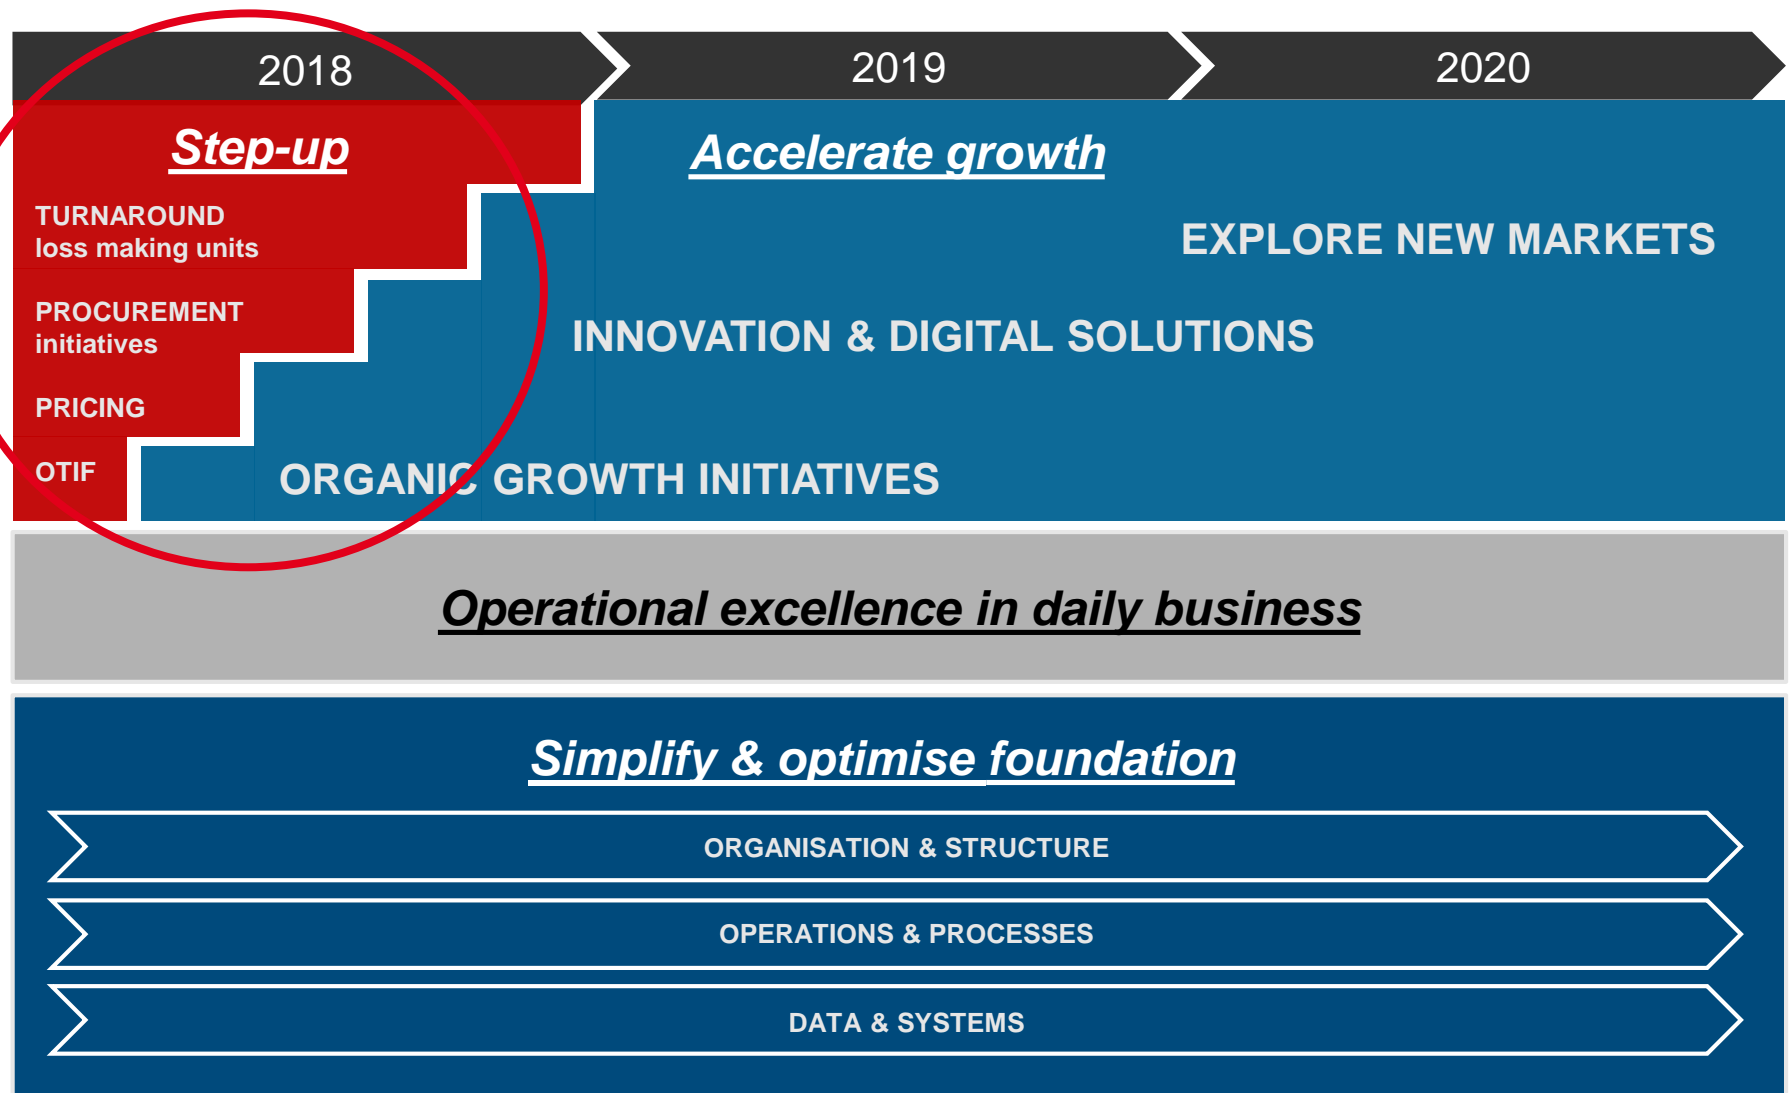 2018
2019
2020
Step-up
Accelerate growth
TURNAROUND
loss making units
EXPLORE NEW MARKETS
PROCUREMENT
initiatives
INNOVATION & DIGITAL SOLUTIONS
PRICING
OTIF
ORGANIC GROWTH INITIATIVES
Operational excellence in daily business
Simplify & optimise foundation
ORGANISATION & STRUCTURE
OPERATIONS & PROCESSES
DATA & SYSTEMS